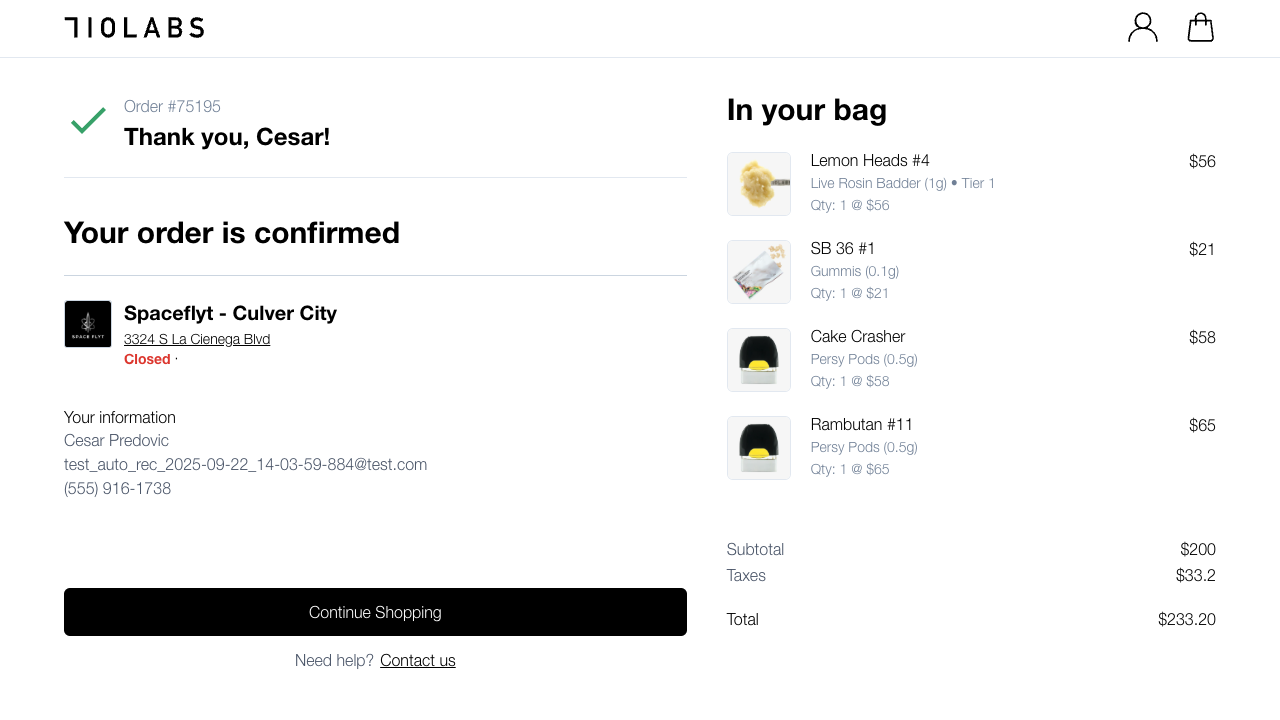 710LABS
Order #75195
Thank you, Cesar!
Your order is confirmed
SPACE FLYT
Spaceflyt - Culver City
3324 S La Cienega Blvd
Closed ·
Your information
Cesar Predovic
test_auto_rec_2025-09-22_14-03-59-884@test.com
(555) 916-1738
Continue Shopping
Need help? Contact us
In your bag
Lemon Heads #4
$56
Live Rosin Badder (1g) • Tier 1
Qty: 1 @ $56
SB 36 #1
$21
Gummis (0.1g)
Qty: 1 @ $21
Cake Crasher
$58
Persy Pods (0.5g)
Qty: 1 @ $58
Rambutan #11
$65
Persy Pods (0.5g)
Qty: 1 @ $65
Subtotal
$200
Taxes
$33.2
Total
$233.20